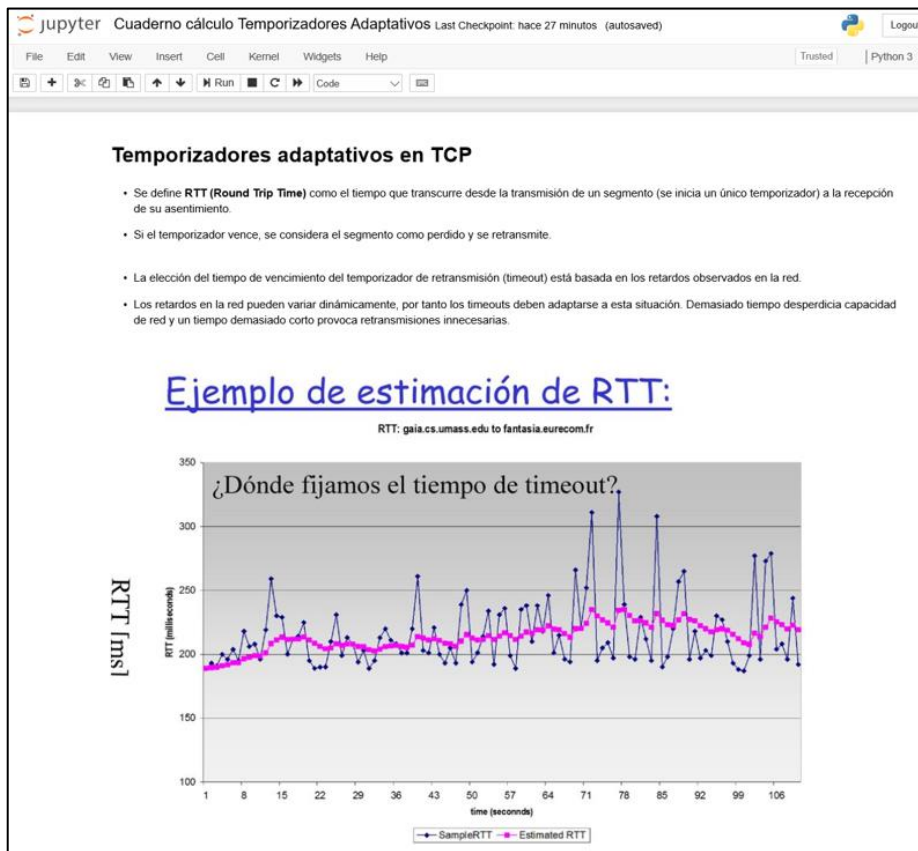 jupyter Cuaderno cálculo Temporizadores Adaptativos Last Checkpoint: hace 27 minutos (autosaved)
Logou
File Edit View Insert Cell Kernel Widgets Help
Trusted Python 3
Run Code
Temporizadores adaptativos en TCP
• Se define RTT (Round Trip Time) como el tiempo que transcurre desde la transmisión de un segmento (se inicia un único temporizador) a la recepción
de su asentimiento.
• Si el temporizador vence, se considera el segmento como perdido y se retransmite.
• La elección del tiempo de vencimiento del temporizador de retransmisión (timeout) está basada en los retardos observados en la red.
• Los retardos en la red pueden variar dinámicamente, por tanto los timeouts deben adaptarse a esta situación. Demasiado tiempo desperdicia capacidad
de red y un tiempo demasiado corto provoca retransmisiones innecesarias.
Ejemplo de estimación de RTT:
RTT: gaia.cs.umass.edu to fantasia.eurecom.fr
¿Dónde fijamos el tiempo de timeout?
RTT [ms]
RTT (milliseconds)
350
300
250
200
150
100
1 8 15 22 29 36 43 50 57 64 71 78 85 92 99 106
time (seconnds)
SampleRTT Estimated RTT